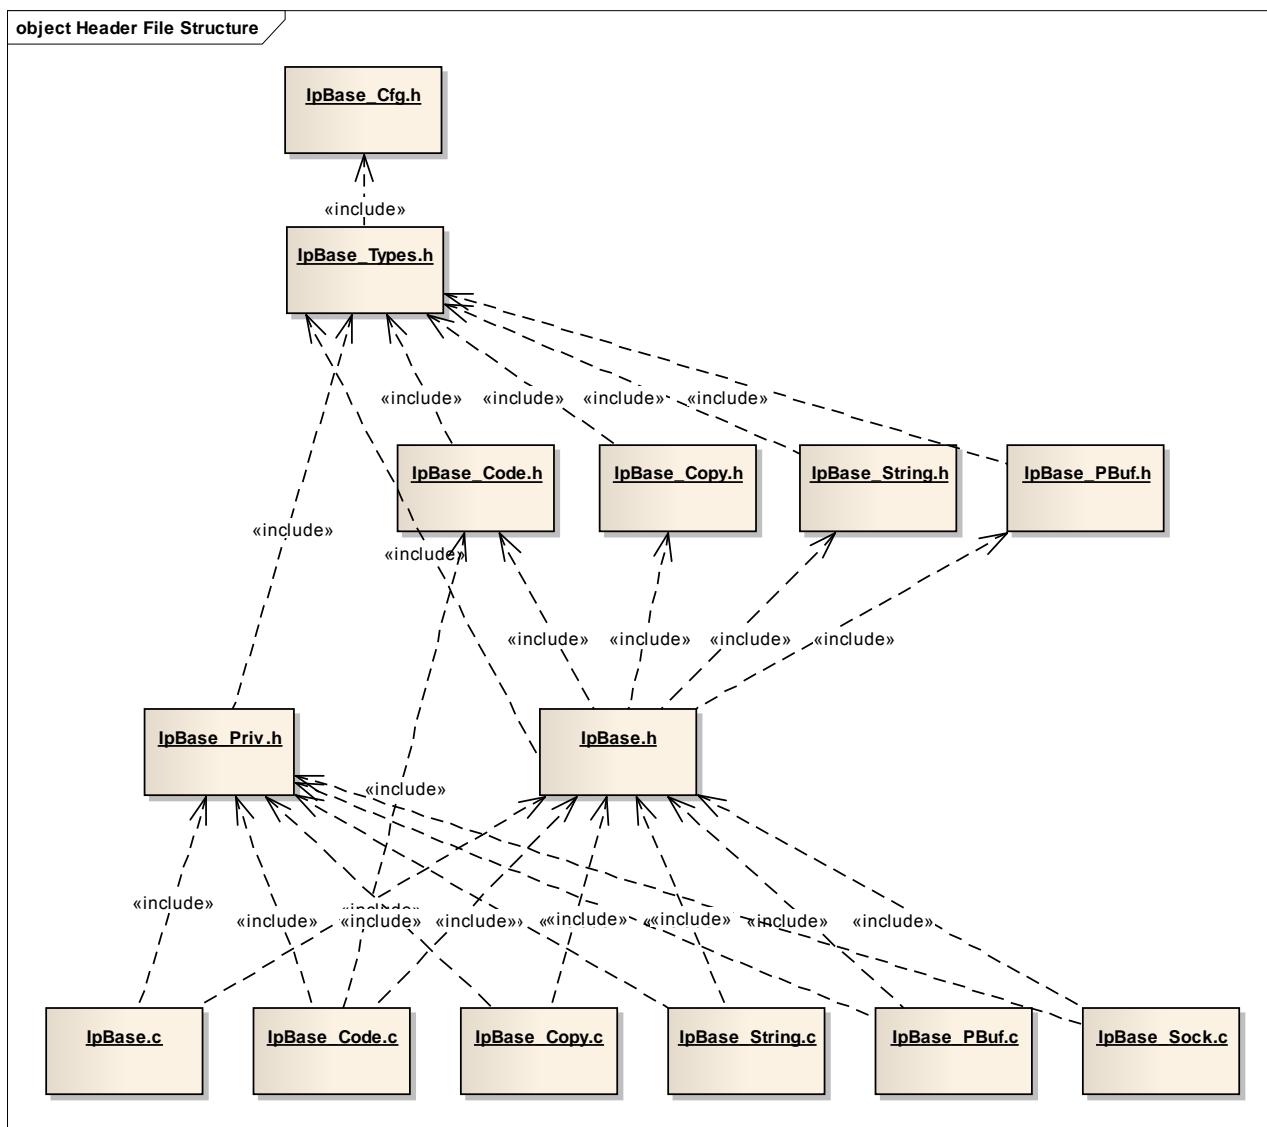 object Header File Structure
IpBase_Cfg.h
«include»
IpBase_Types.h
«include» «include» «include» «include»
IpBase_Code.h IpBase_Copy.h IpBase_String.h IpBase_PBuf.h
«include»
«include»
«include» «include» «include» «include»
IpBase_Priv.h IpBase.h
«include»
«include»
«include» «include» «include» «include» «include» «include» «include»
IpBase.c IpBase_Code.c IpBase_Copy.c IpBase_String.c IpBase_PBuf.c IpBase_Sock.c